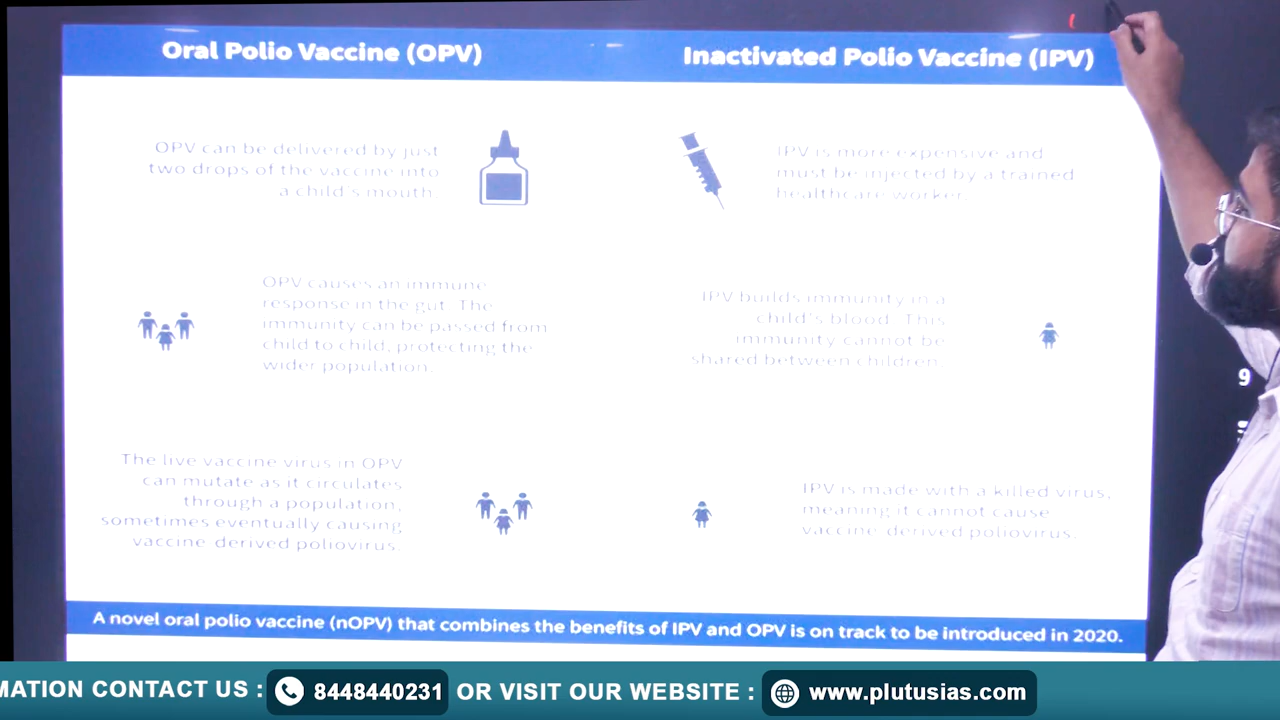 Oral Polio Vaccine (OPV)
Inactivated Polio Vaccine (IPV)
OPV can be delivered by just
two drops of the vaccine into
a child's mouth.
IPV is more expensive and
must be injected by a trained
healthcare worker.
OPV causes an immune
response in the gut. The
immunity can be passed from
child to child, protecting the
wider population.
IPV builds immunity in a
child's blood. This
immunity cannot be
shared between children.
The live vaccine virus in OPV
can mutate as it circulates
through a population,
sometimes eventually causing
vaccine-derived poliovirus.
IPV is made with a killed virus,
meaning it cannot cause
vaccine-derived poliovirus.
A novel oral polio vaccine (nOPV) that combines the benefits of IPV and OPV is on track to be introduced in 2020.
9
MATION CONTACT US : 8448440231 OR VISIT OUR WEBSITE : www.plutusias.com